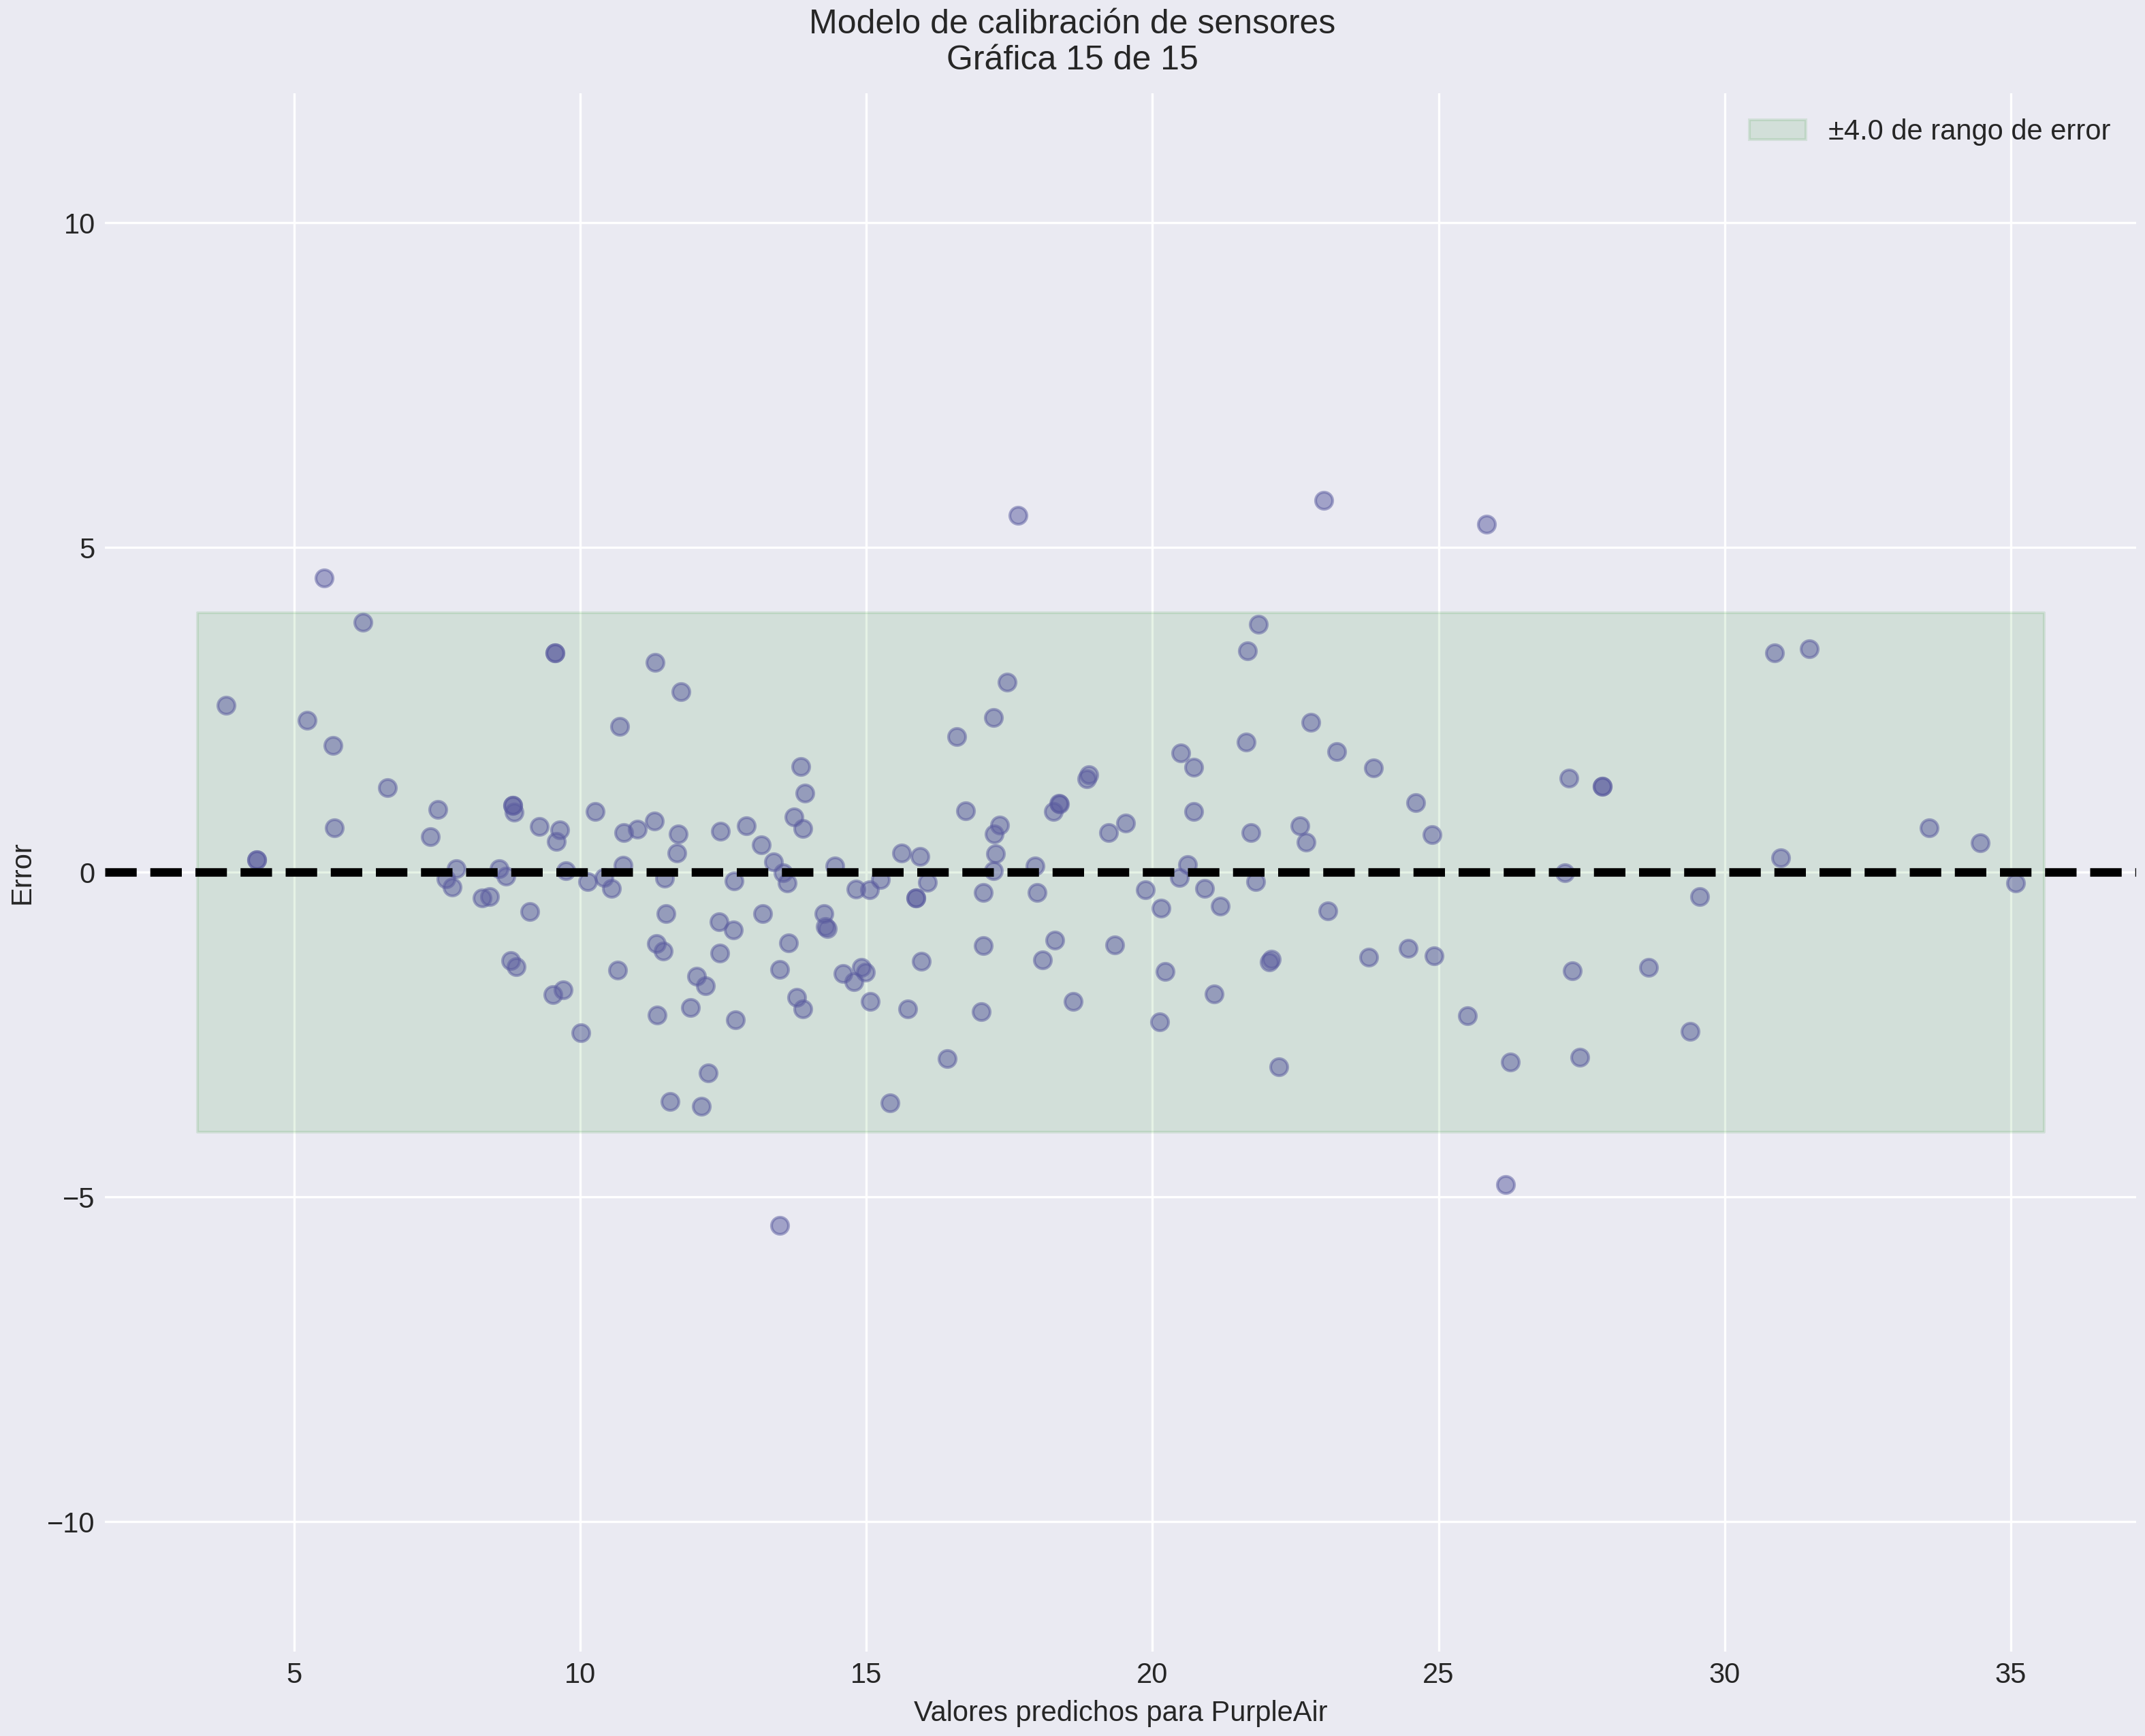 Modelo de calibración de sensores
Gráfica 15 de 15
±4.0 de rango de error
10
5
0
−5
−10
Error
5 10 15 20 25 30 35
Valores predichos para PurpleAir